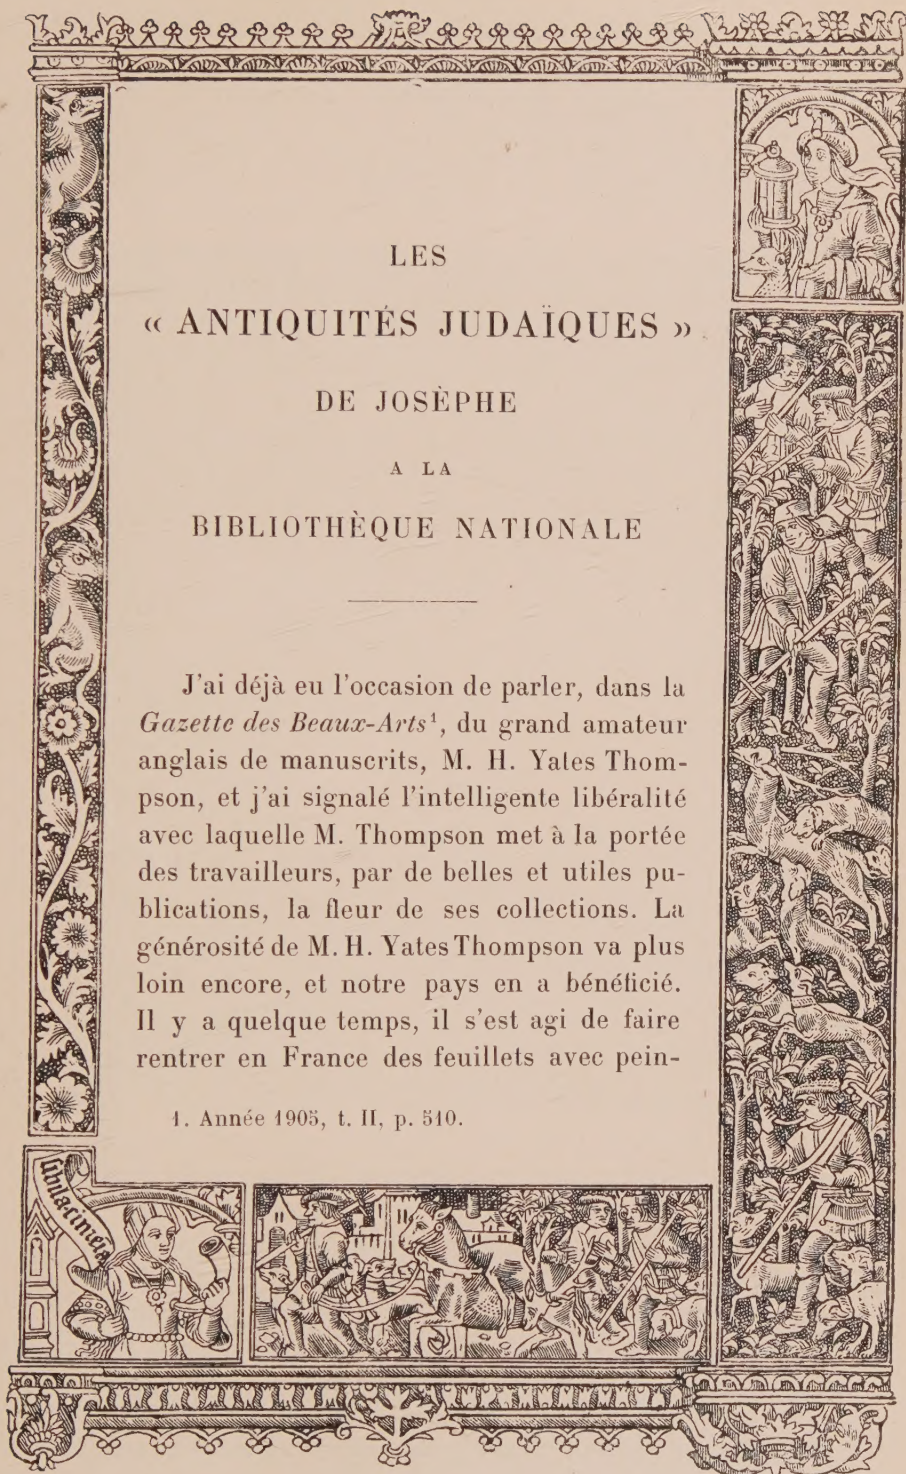 LES
« ANTIQUITÉS JUDAÏQUES »
DE JOSÈPHE
A LA
BIBLIOTHÈQUE NATIONALE
J'ai déjà eu l'occasion de parler, dans la
Gazette des Beaux-Arts¹, du grand amateur
anglais de manuscrits, M. H. Yates Thom-
pson, et j'ai signalé l'intelligente libéralité
avec laquelle M. Thompson met à la portée
des travailleurs, par de belles et utiles pu-
blications, la fleur de ses collections. La
générosité de M. H. Yates Thompson va plus
loin encore, et notre pays en a bénéficié.
Il y a quelque temps, il s'est agi de faire
rentrer en France des feuillets avec pein-
1. Année 1905, t. II, p. 510.